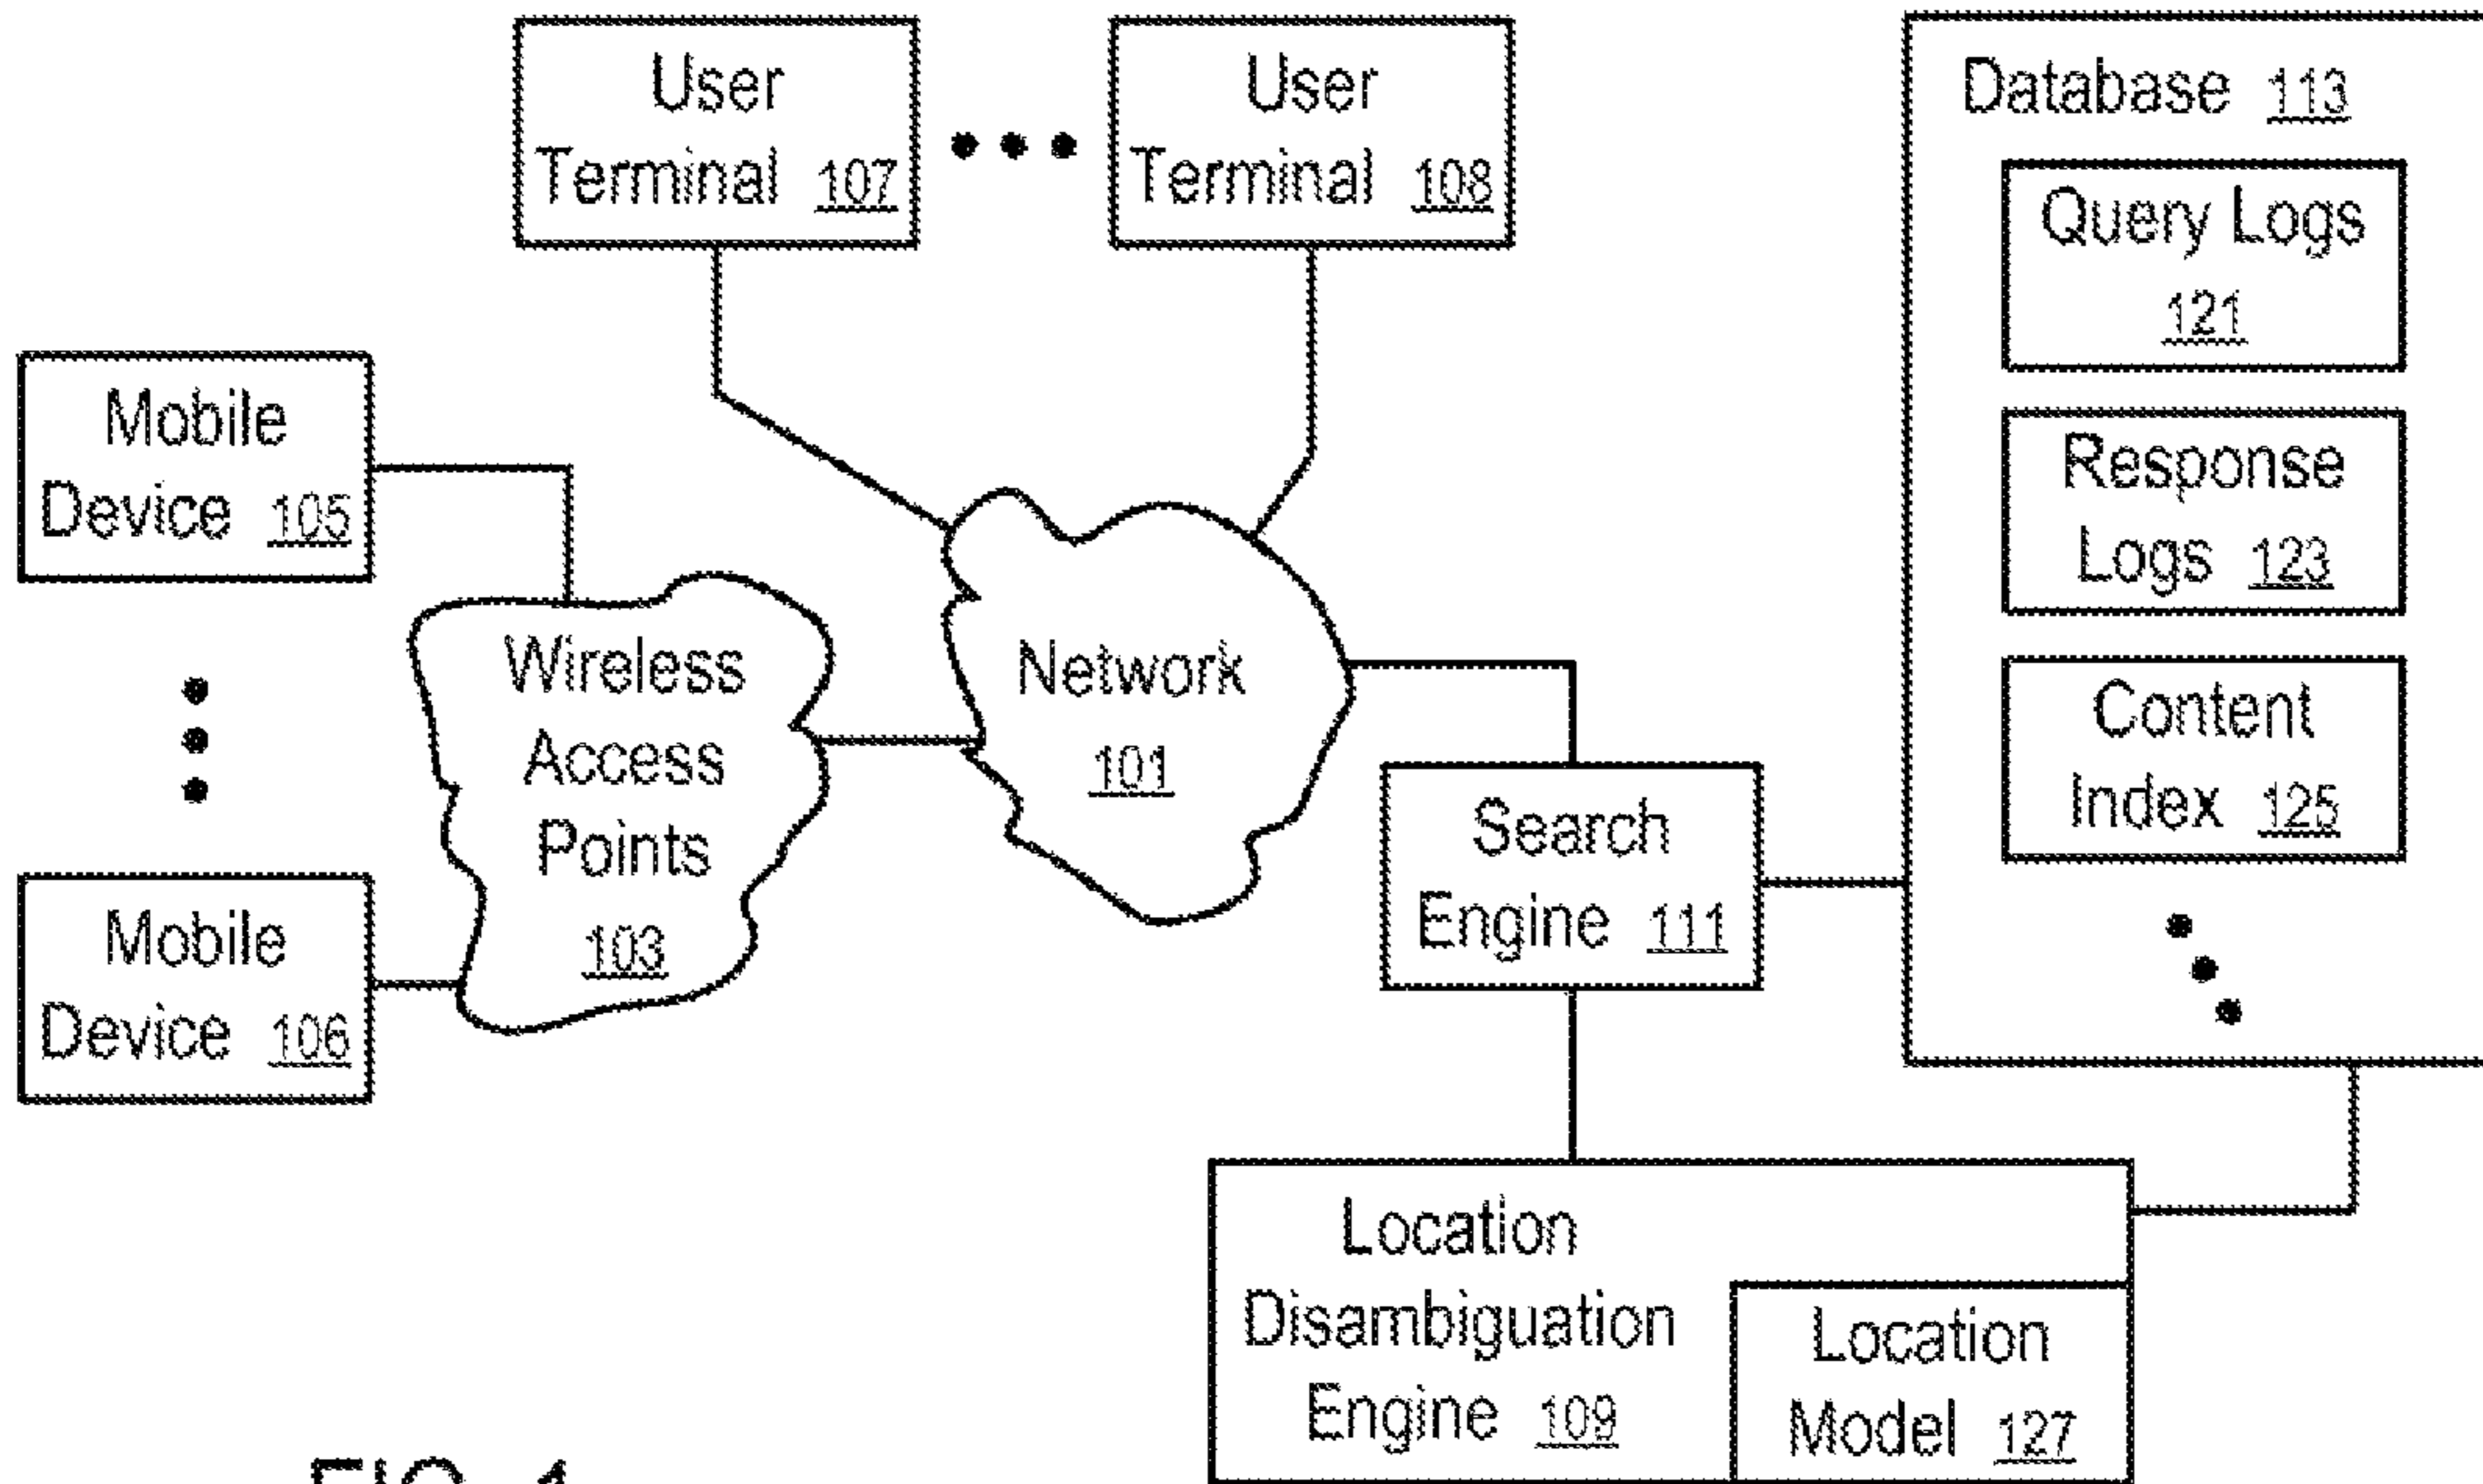 User
Terminal 107
User
Terminal 108
Database 113
Query Logs
121
Response
Logs 123
Content
Index 125
Mobile
Device 105
Wireless
Access
Points
103
Network
101
Search
Engine 111
Mobile
Device 106
Location
Disambiguation
Engine 109
Location
Model 127
FIG. 1